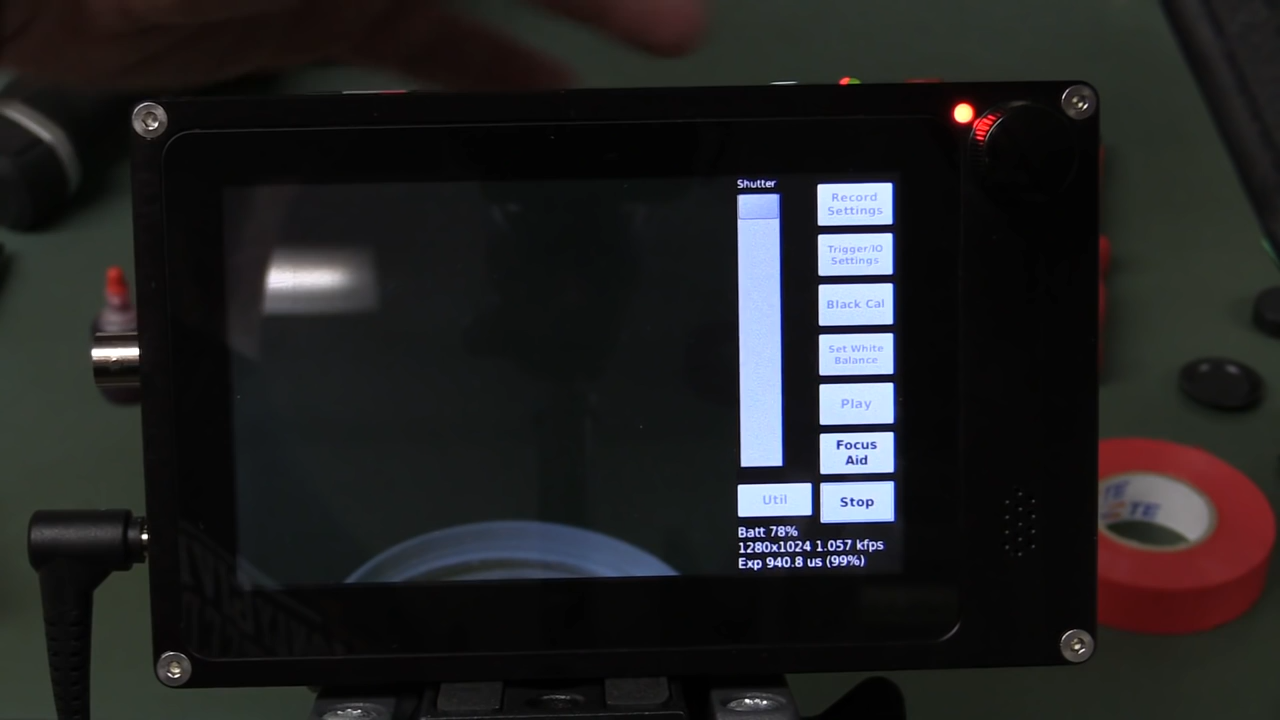 Shutter
Record
Settings
Trigger/IO
Settings
Black Cal
Set White
Balance
Play
Focus
Aid
Util
Stop
Batt 78%
1280x1024 1.057 kfps
Exp 940.8 us (99%)